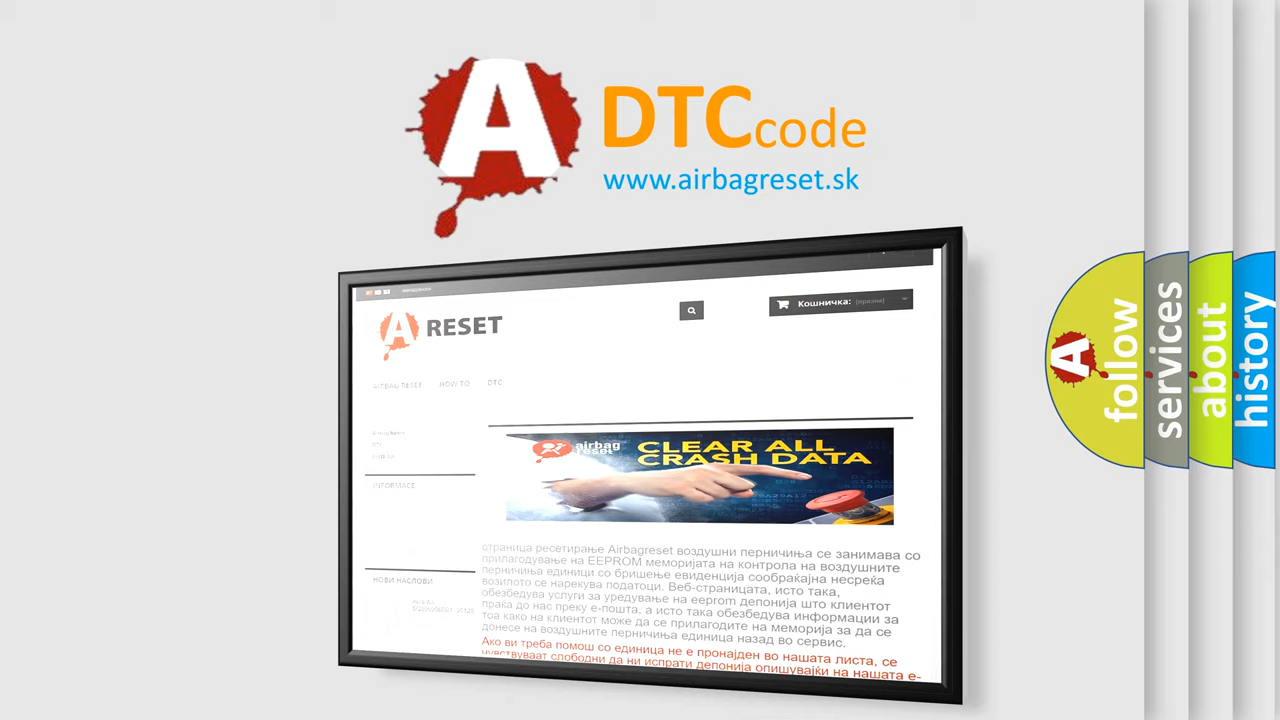 A DTC code
www.airbagreset.sk
Кошничка: (празни)
A RESET
AIRBAG RESET HOW TO DTC
airbag reset
CLEAR ALL
CRASH DATA
INFORMACE
страница ресетирање Airbagreset воздушни перничиња се занимава со
прилагодување на EEPROM меморијата на контрола на воздушните
перничиња единици со бришење евиденција сообраќајна несреќа
возилото се нарекува податоци. Веб-страницата, исто така,
обезбедува услуги за уредување на eeprom депонија што клиентот
праќа до нас преку е-пошта, а исто така обезбедува информации за
тоа како на клиентот може да се прилагодите на меморија за да се
донесе на воздушните перничиња единица назад во сервис.
Ако ви треба помош со единица не е пронајден во нашата листа, се
чувствуваат слободни да ни испрати депонија опишувајќи на нашата е-
НОВИ НАСЛОВИ
A follow
services
about
history